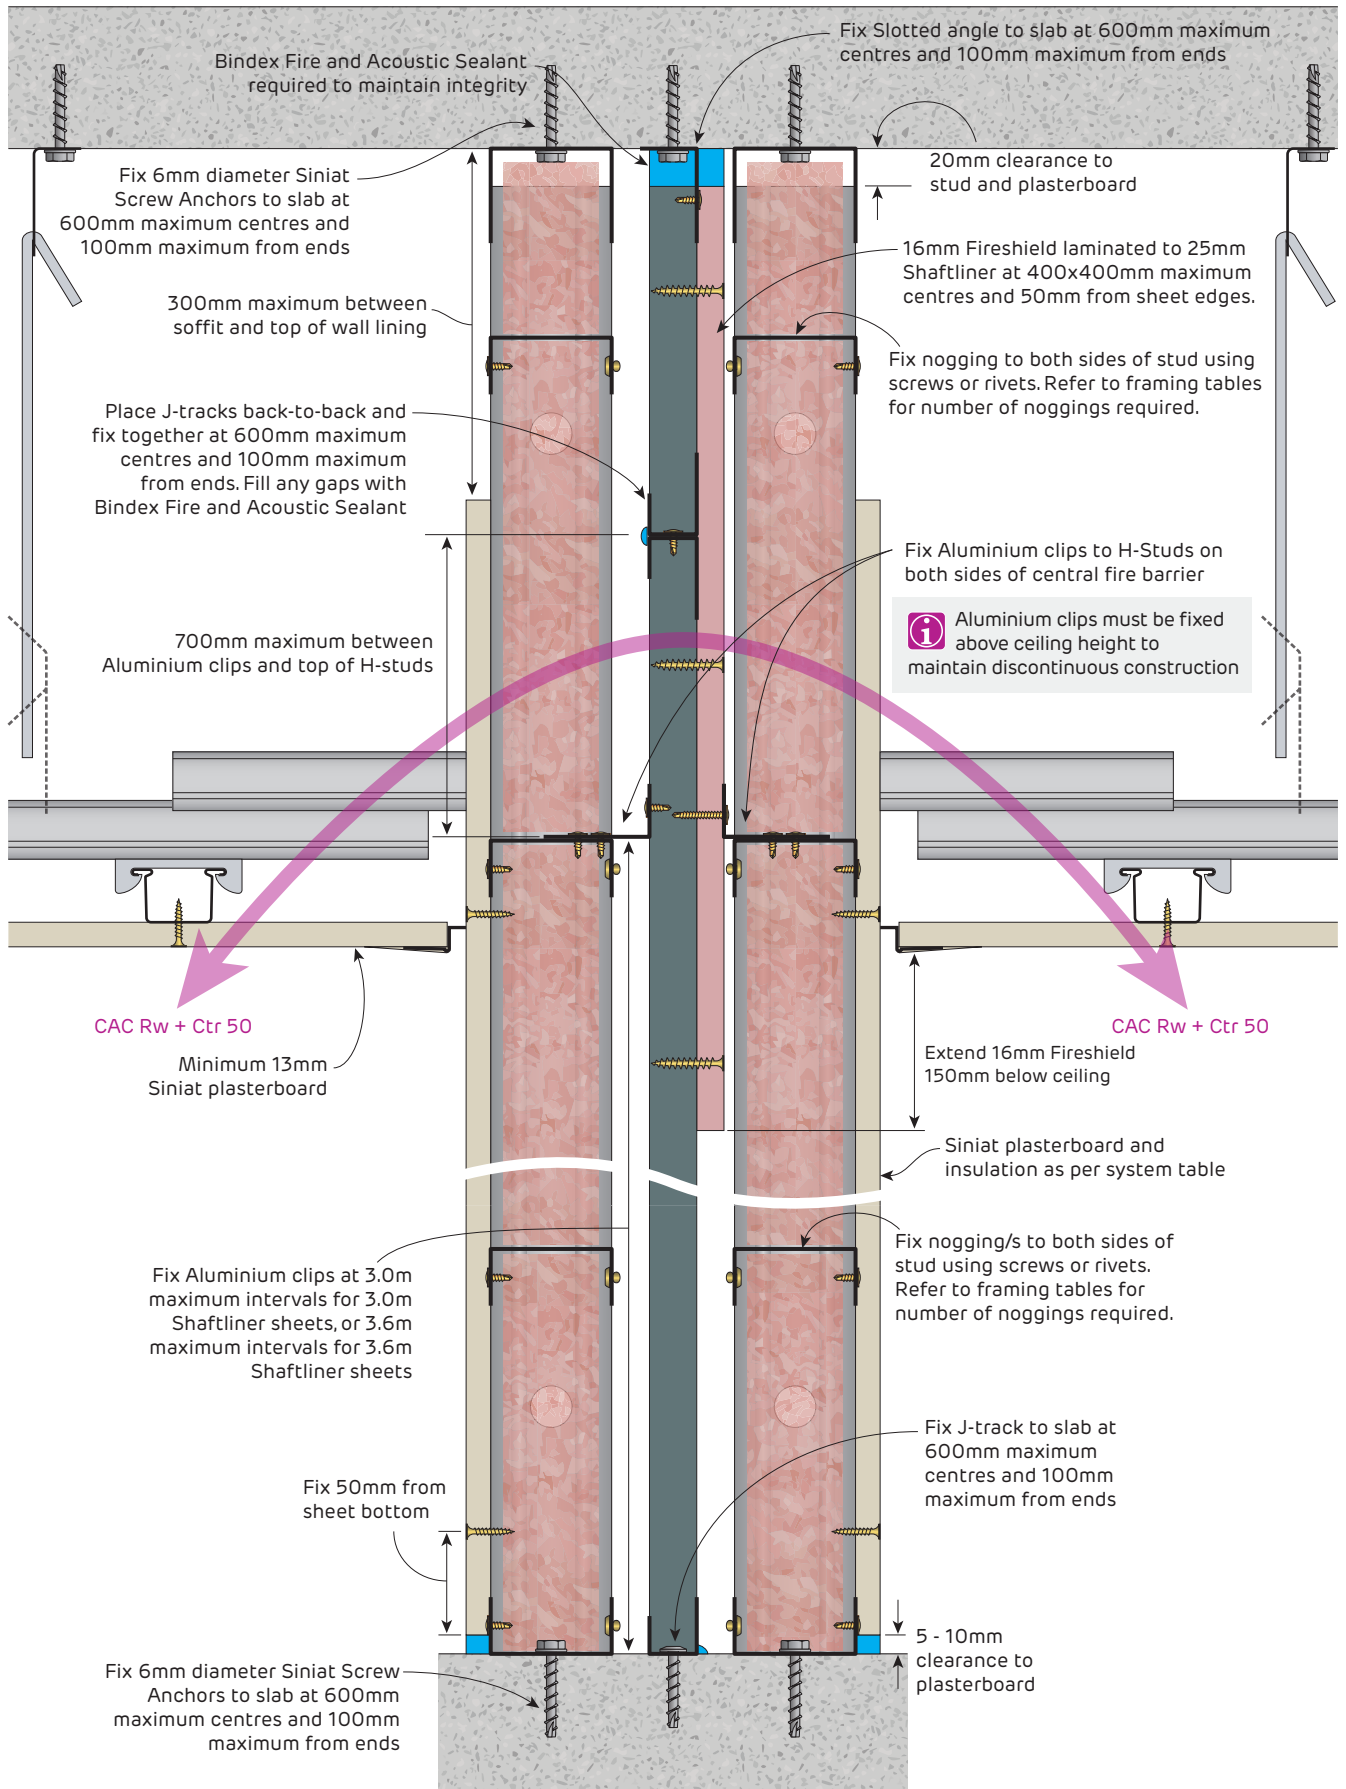 Fix Slotted angle to slab at 600mm maximum
centres and 100mm maximum from ends
Bindex Fire and Acoustic Sealant
required to maintain integrity
20mm clearance to
stud and plasterboard
Fix 6mm diameter Siniat
Screw Anchors to slab at
600mm maximum centres and
100mm maximum from ends
16mm Fireshield laminated to 25mm
Shaftliner at 400x400mm maximum
centres and 50mm from sheet edges.
300mm maximum between
soffit and top of wall lining
Fix nogging to both sides of stud using
screws or rivets. Refer to framing tables
for number of noggings required.
Place J-tracks back-to-back and
fix together at 600mm maximum
centres and 100mm maximum
from ends. Fill any gaps with
Bindex Fire and Acoustic Sealant
Fix Aluminium clips to H-Studs on
both sides of central fire barrier
i
Aluminium clips must be fixed
above ceiling height to
maintain discontinuous construction
700mm maximum between
Aluminium clips and top of H-studs
CAC Rw + Ctr 50
CAC Rw + Ctr 50
Minimum 13mm
Siniat plasterboard
Extend 16mm Fireshield
150mm below ceiling
Siniat plasterboard and
insulation as per system table
Fix nogging/s to both sides of
stud using screws or rivets.
Refer to framing tables for
number of noggings required.
Fix Aluminium clips at 3.0m
maximum intervals for 3.0m
Shaftliner sheets, or 3.6m
maximum intervals for 3.6m
Shaftliner sheets
Fix J-track to slab at
600mm maximum
centres and 100mm
maximum from ends
Fix 50mm from
sheet bottom
5 - 10mm
clearance to
plasterboard
Fix 6mm diameter Siniat Screw
Anchors to slab at 600mm
maximum centres and 100mm
maximum from ends